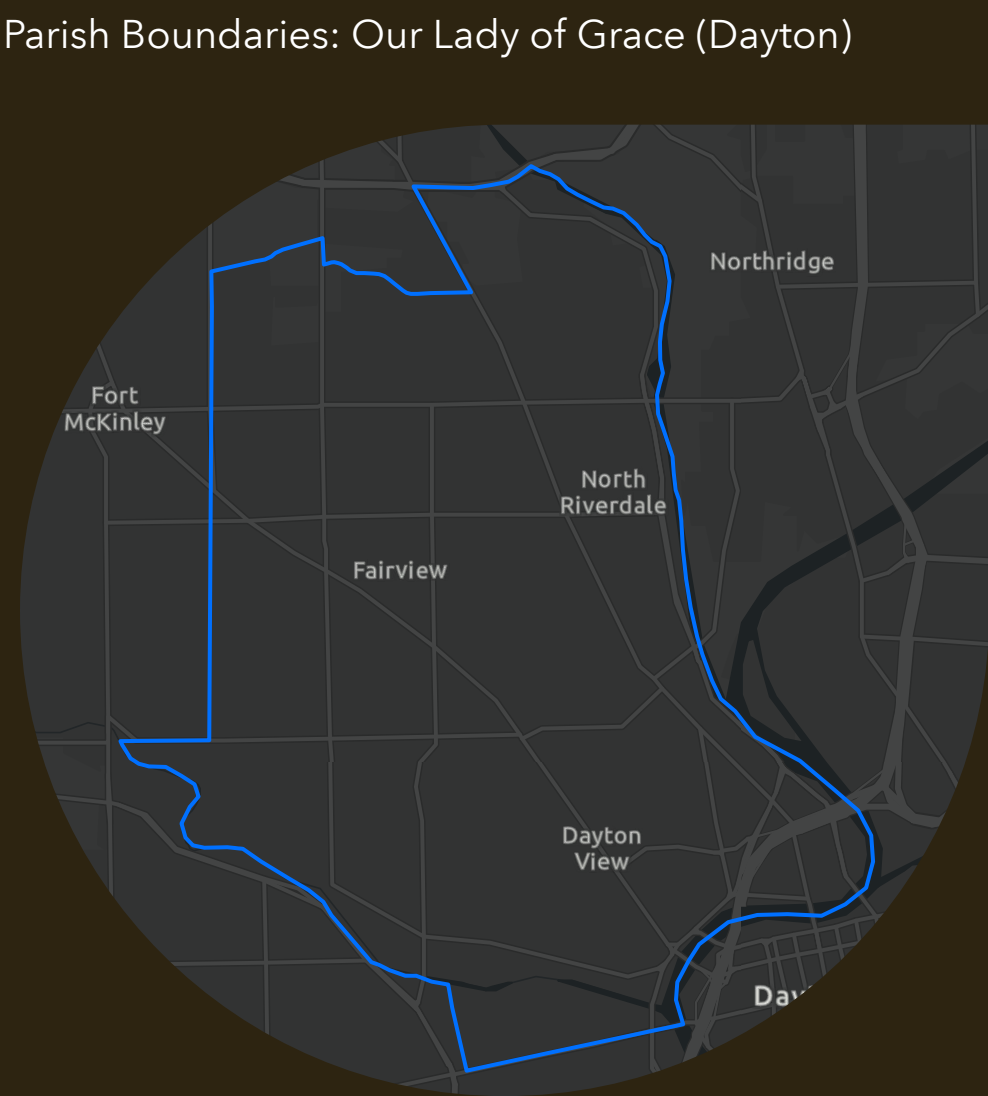 Parish Boundaries: Our Lady of Grace (Dayton)
Northridge
Fort
McKinley
North
Riverdale
Fairview
Dayton
View